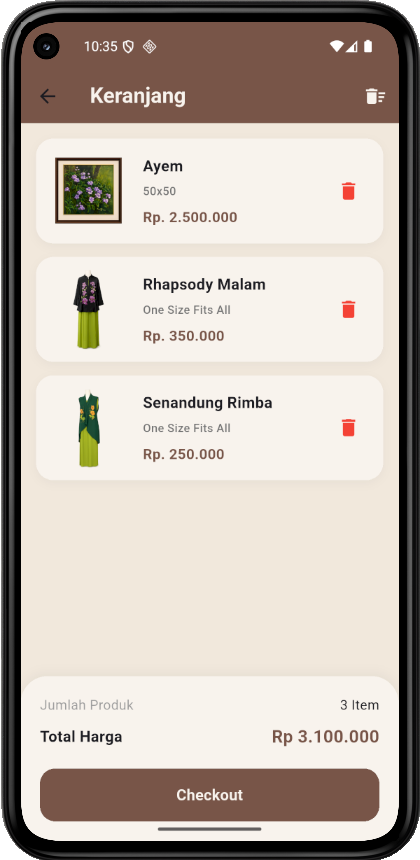 10:35
Keranjang
Ayem
50x50
Rp. 2.500.000
Rhapsody Malam
One Size Fits All
Rp. 350.000
Senandung Rimba
One Size Fits All
Rp. 250.000
Jumlah Produk 3 Item
Total Harga Rp 3.100.000
Checkout